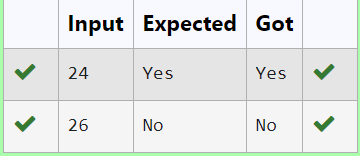 Input Expected Got
24 Yes Yes
26 No No